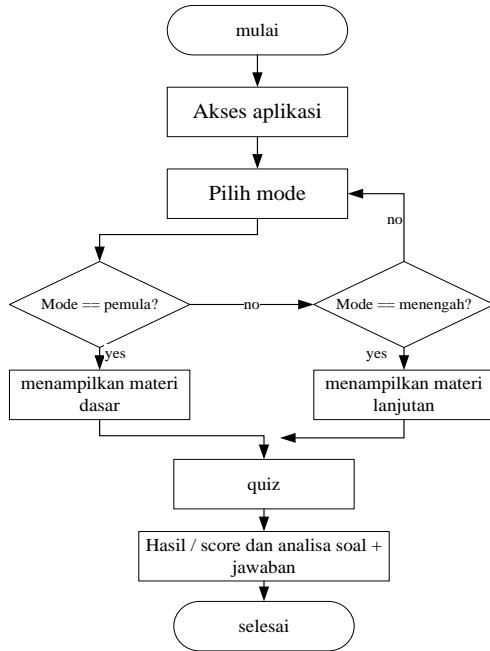 mulai
Akses aplikasi
Pilih mode
no
Mode == pemula?
no
Mode == menengah?
yes
yes
menampilkan materi
dasar
menampilkan materi
lanjutan
quiz
Hasil / score dan analisa soal +
jawaban
selesai